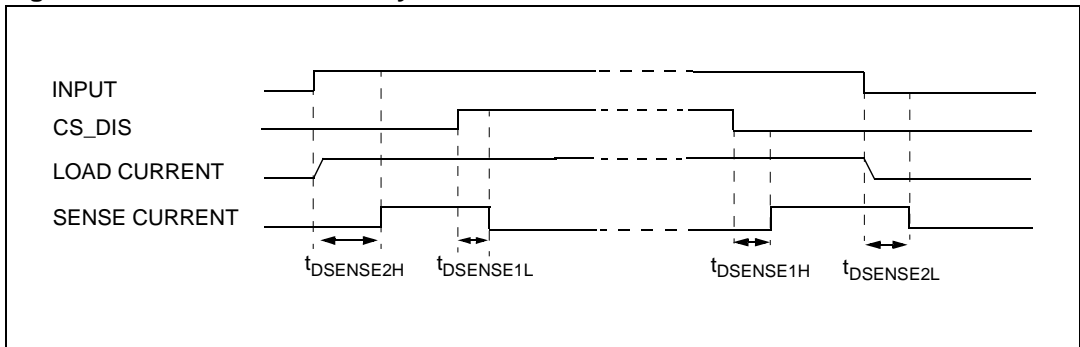 INPUT
CS_DIS
LOAD CURRENT
SENSE CURRENT
tDSENSE2H
tDSENSE1L
tDSENSE1H
tDSENSE2L